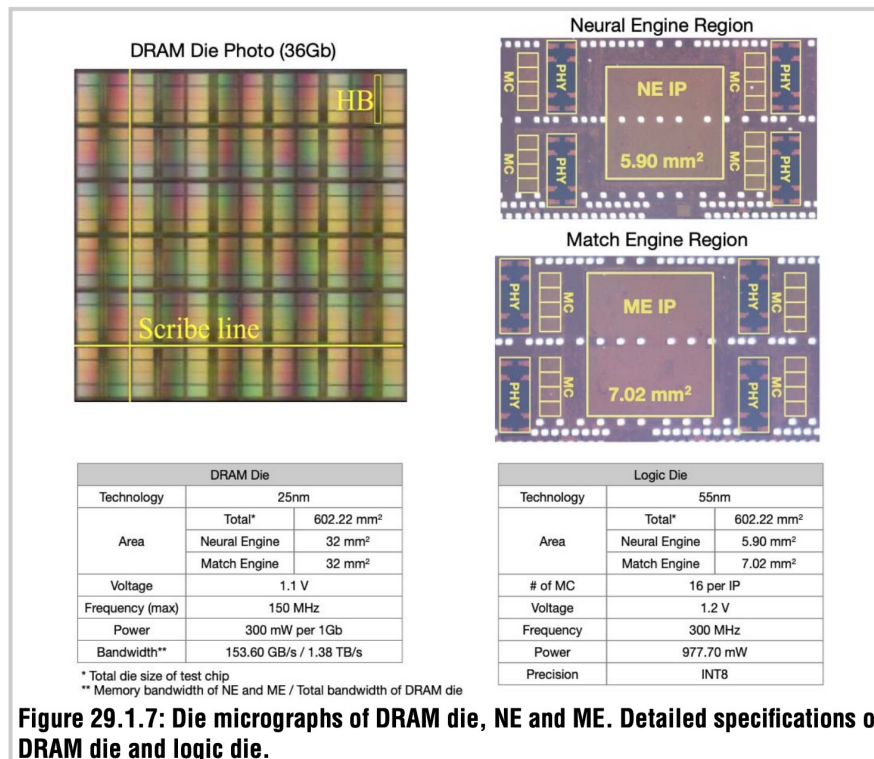 DRAM Die Photo (36Gb)
HB
Scribe line
Neural Engine Region
MC
PHY
NE IP
MC
PHY
MC
PHY
5.90 mm²
MC
PHY
Match Engine Region
PHY
MC
ME IP
PHY
MC
PHY
MC
7.02 mm²
PHY
MC
DRAM Die
Technology 25nm
Area Total* 602.22 mm²
Neural Engine 32 mm²
Match Engine 32 mm²
Voltage 1.1 V
Frequency (max) 150 MHz
Power 300 mW per 1Gb
Bandwidth** 153.60 GB/s / 1.38 TB/s
* Total die size of test chip
** Memory bandwidth of NE and ME / Total bandwidth of DRAM die
Logic Die
Technology 55nm
Area Total* 602.22 mm²
Neural Engine 5.90 mm²
Match Engine 7.02 mm²
# of MC 16 per IP
Voltage 1.2 V
Frequency 300 MHz
Power 977.70 mW
Precision INT8
Figure 29.1.7: Die micrographs of DRAM die, NE and ME. Detailed specifications o
DRAM die and logic die.